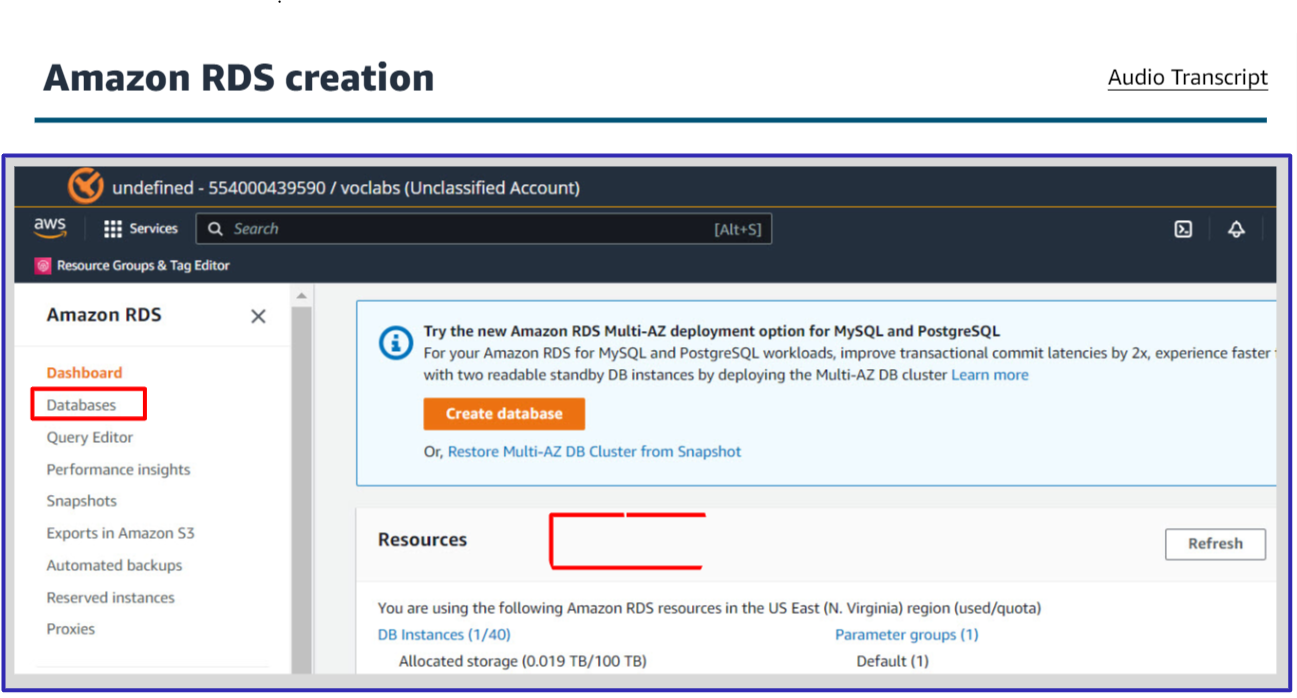 Amazon RDS creation
Audio Transcript
undefined - 554000439590 / voclabs (Unclassified Account)
aws
Services
Search
[Alt+S]
Resource Groups & Tag Editor
Amazon RDS
Dashboard
Databases
Query Editor
Performance insights
Snapshots
Exports in Amazon S3
Automated backups
Reserved instances
Proxies
Try the new Amazon RDS Multi-AZ deployment option for MySQL and PostgreSQL
For your Amazon RDS for MySQL and PostgreSQL workloads, improve transactional commit latencies by 2x, experience faster
with two readable standby DB instances by deploying the Multi-AZ DB cluster Learn more
Create database
Or, Restore Multi-AZ DB Cluster from Snapshot
Resources
Refresh
You are using the following Amazon RDS resources in the US East (N. Virginia) region (used/quota)
DB Instances (1/40)
Allocated storage (0.019 TB/100 TB)
Parameter groups (1)
Default (1)